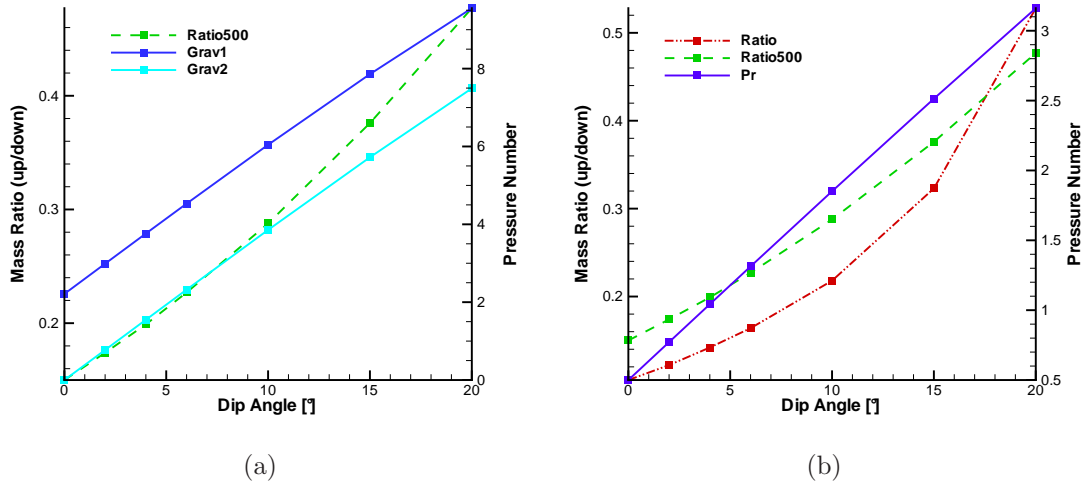 Mass Ratio (up/down)
0.4
0.3
0.2
Ratio500
Grav1
Grav2
8
6
4
2
0
Pressure Number
0 5 10 15 20
Dip Angle [°]
(a)
Mass Ratio (up/down)
0.5
0.4
0.3
0.2
Ratio
Ratio500
Pr
3
2.5
2
1.5
1
0.5
Pressure Number
0 5 10 15 20
Dip Angle [°]
(b)